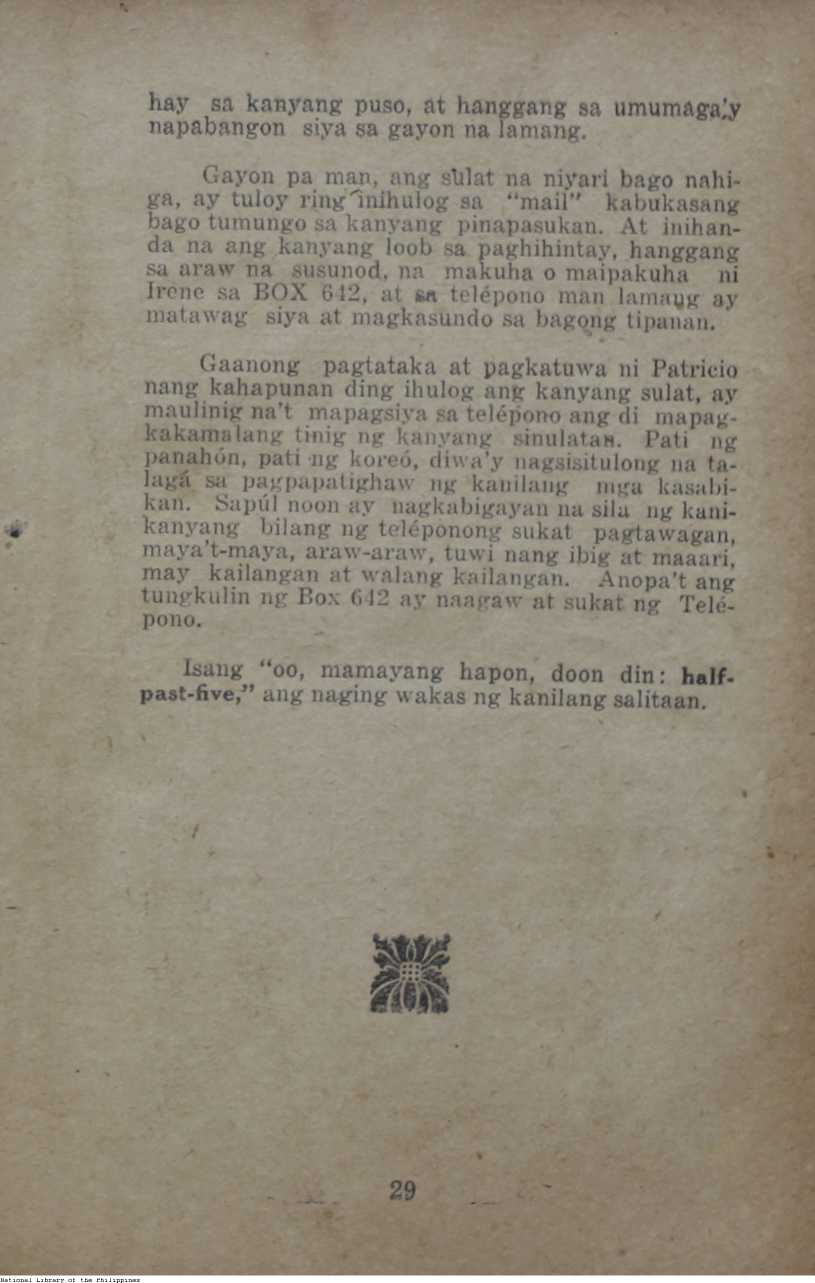 hay sa kanyang puso, at hanggang sa umumaga'y
napabangon siya sa gayon na lamang.
Gayon pa man, ang sulat na niyari bago nahi-
ga, ay tuloy ring inihulog sa "mail" kabukasang
bago tumungo sa kanyang pinapasukan. At inihan-
da na ang kanyang loob sa paghihintay, hanggang
sa araw na susunod, na makuha o maipakuha ni
Irene sa BOX 642, at sa telépono man lamang ay
matawag siya at magkasundo sa bagong tipanan.
Gaanong pagtataka at pagkatuwa ni Patricio
nang kahapunan ding ihulog ang kanyang sulat, ay
maulinig na't mapagsiya sa telépono ang di mapag-
kakamalang tinig ng kanyang sinulatan. Pati ng
panahón, pati ng koreó, diwa'y nagsisitulong na ta-
lagá sa pagpapatighaw ng kanilang mga kasabi-
kan. Sapúl noon ay nagkabigayan na sila ng kani-
kanyang bilang ng teléponong sukat pagtawagan,
maya't-maya, araw-araw, tuwi nang ibig at maaari,
may kailangan at walang kailangan. Anopa't ang
tungkulin ng Box 642 ay naagaw at sukat ng Telé-
pono.
Isang "oo, mamayang hapon, doon din: half-
past-five," ang naging wakas ng kanilang salitaan.
29
National Library of the Philippines